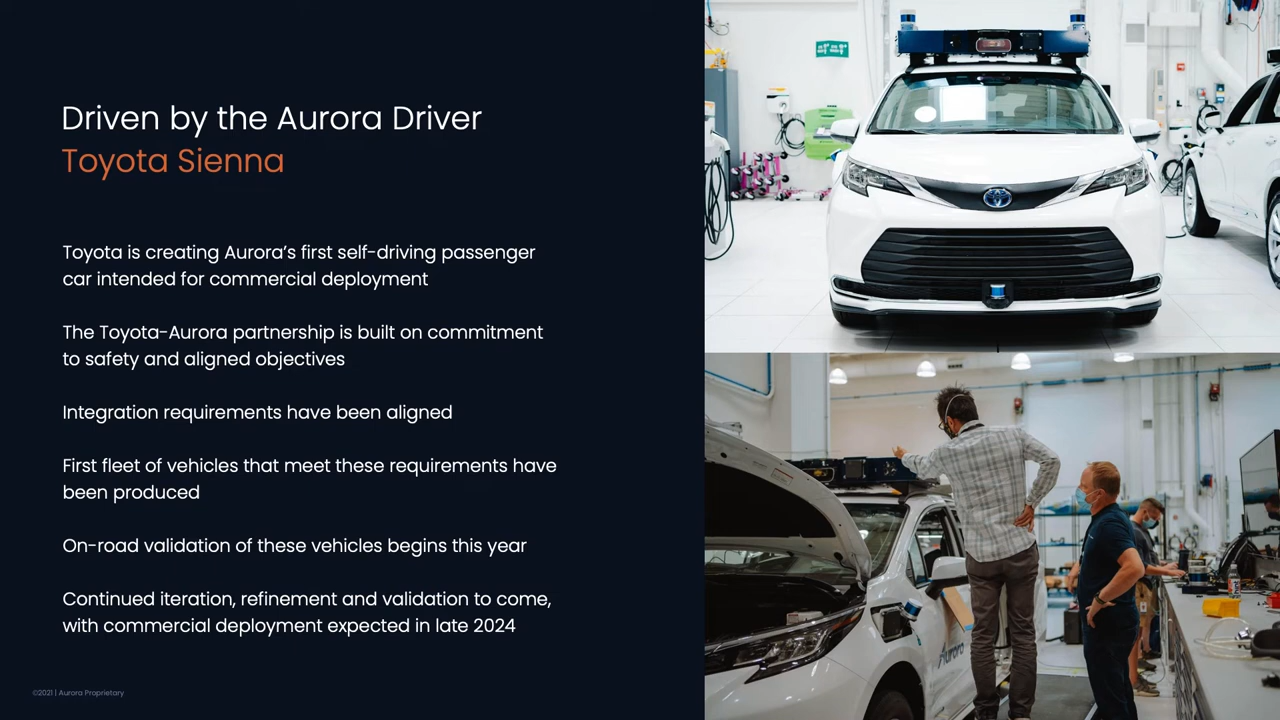 Driven by the Aurora Driver
Toyota Sienna
Toyota is creating Aurora’s first self-driving passenger
car intended for commercial deployment
The Toyota-Aurora partnership is built on commitment
to safety and aligned objectives
Integration requirements have been aligned
First fleet of vehicles that meet these requirements have
been produced
On-road validation of these vehicles begins this year
Continued iteration, refinement and validation to come,
with commercial deployment expected in late 2024
©2021 | Aurora Proprietary
Aurora